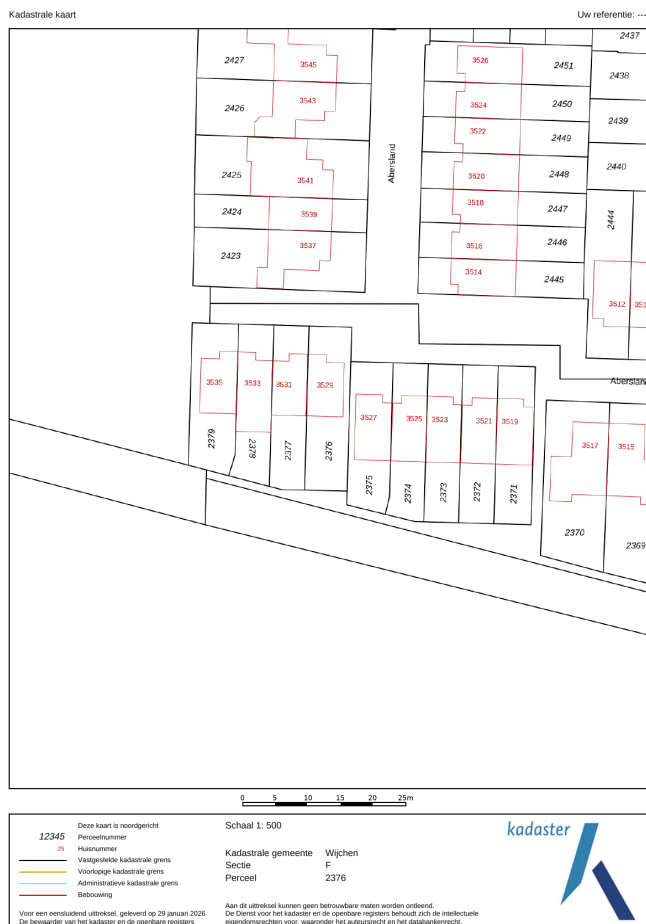 Kadastrale kaart
Uw referentie: ---
2437
2427
3545
3526
2451
2438
2426
3543
3524
2450
2439
3522
2449
Abersland
2440
2425
3541
3520
2448
2424
3539
3518
2447
2444
2423
3537
3516
2446
3514
2445
3512
351
3535
3533
3531
3529
Aberslan
3527
3525
3523
3521
3519
3517
3515
2379
2378
2377
2376
2375
2374
2373
2372
2371
2370
2369
0 5 10 15 20 25m
Deze kaart is noordgericht
12345 Perceelnummer
25 Huisnummer
Vastgestelde kadastrale grens
Voorlopige kadastrale grens
Administratieve kadastrale grens
Bebouwing
Voor een eensluidend uittreksel, geleverd op 29 januari 2026
De bewaarder van het kadaster en de openbare registers
Schaal 1: 500
Kadastrale gemeente Wijchen
Sectie F
Perceel 2376
Aan dit uittreksel kunnen geen betrouwbare maten worden ontleend.
De Dienst voor het kadaster en de openbare registers behoudt zich de intellectuele
eigendomsrechten voor, waaronder het auteursrecht en het databankenrecht.
kadaster